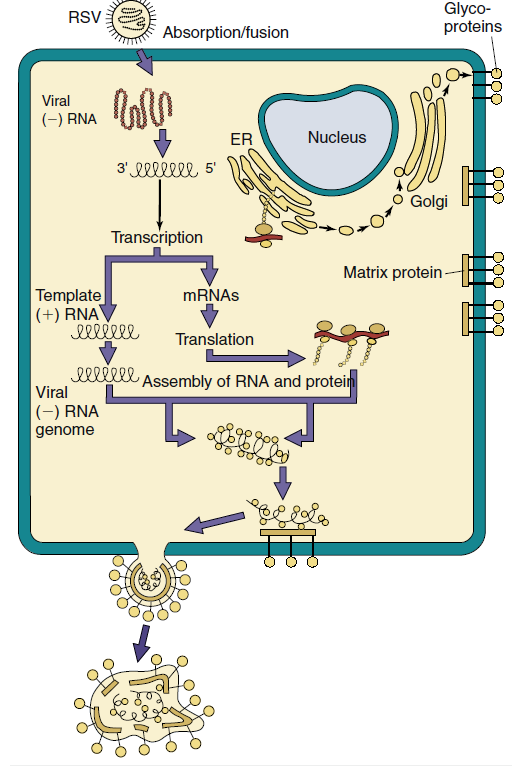 RSV
Absorption/fusion
Glyco-
proteins
Viral
(−) RNA
ER
Nucleus
3'
5'
Golgi
Transcription
Matrix protein
Template
(+) RNA
mRNAs
Translation
Assembly of RNA and protein
Viral
(−) RNA
genome